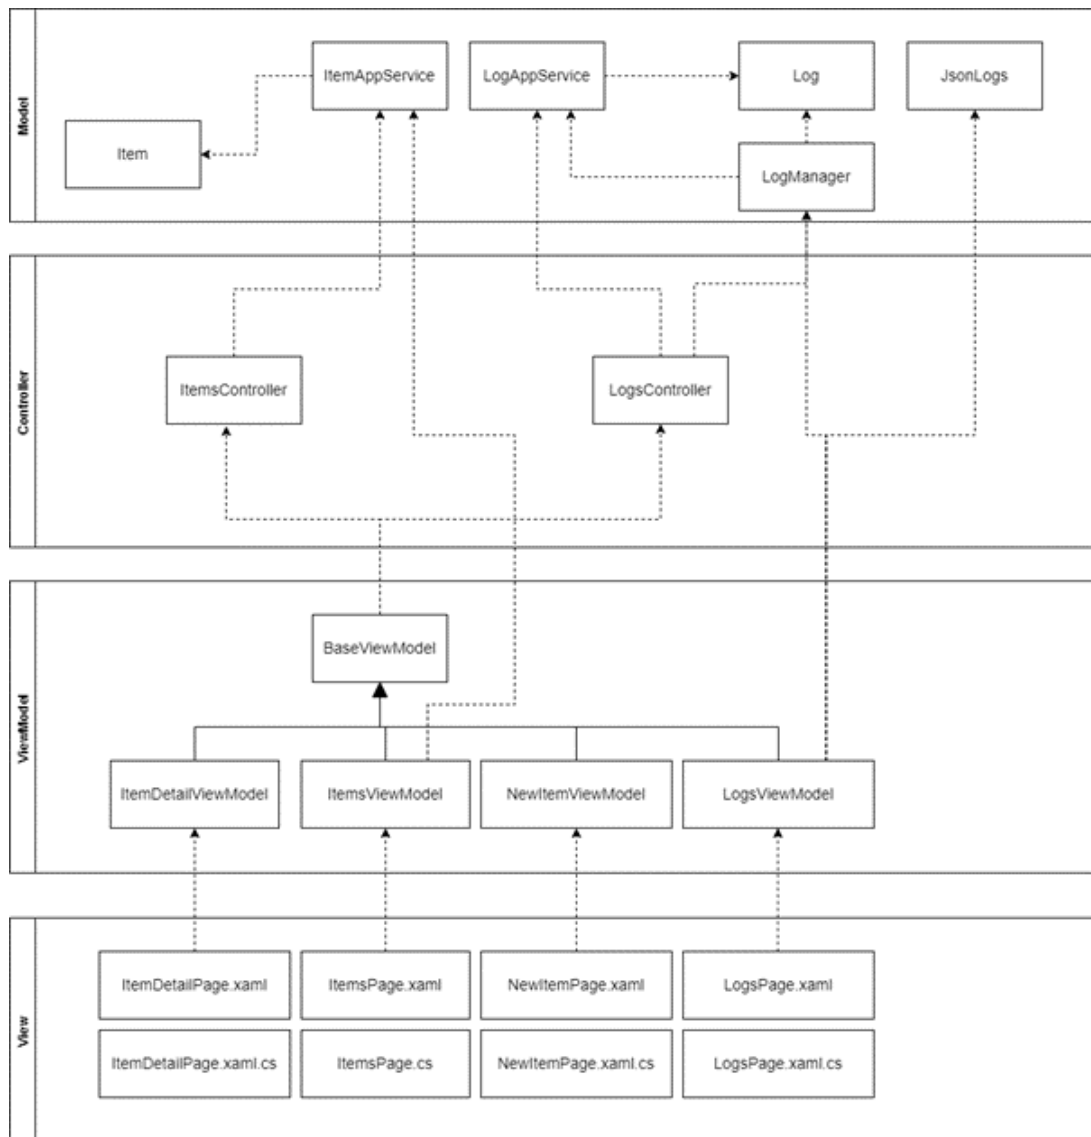 Model
ItemAppService
LogAppService
Log
JsonLogs
Item
LogManager
Controller
ItemsController
LogsController
ViewModel
BaseViewModel
ItemDetailViewModel
ItemsViewModel
NewItemViewModel
LogsViewModel
View
ItemDetailPage.xaml
ItemsPage.xaml
NewItemPage.xaml
LogsPage.xaml
ItemDetailPage.xaml.cs
ItemsPage.cs
NewItemPage.xaml.cs
LogsPage.xaml.cs